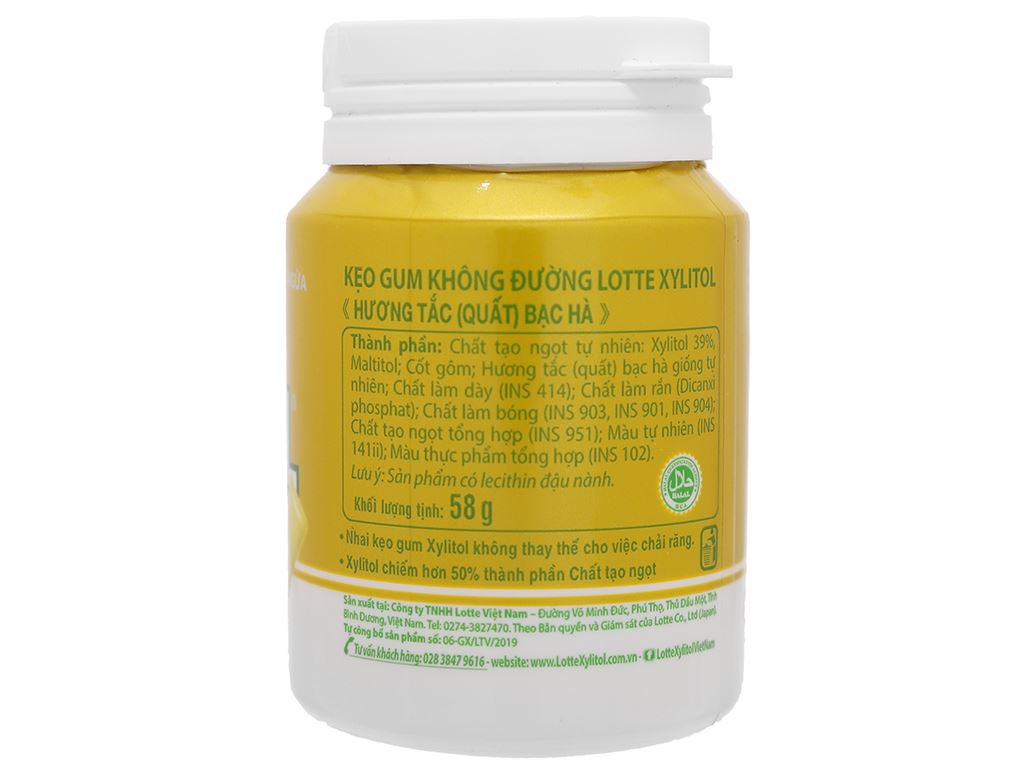 KẸO GUM KHÔNG ĐƯỜNG LOTTE XYLITOL
《 HƯƠNG TẮC (QUẤT) BẠC HÀ 》
Thành phần: Chất tạo ngọt tự nhiên: Xylitol 39%,
Maltitol; Cốt gôm; Hương tắc (quất) bạc hà giống tự
nhiên; Chất làm dày (INS 414); Chất làm rắn (Dicanxi
phosphat); Chất làm bóng (INS 903, INS 901, INS 904);
Chất tạo ngọt tổng hợp (INS 951); Màu tự nhiên (INS
141ii); Màu thực phẩm tổng hợp (INS 102).
Lưu ý: Sản phẩm có lecithin đậu nành.
حلال
HALAL
Khối lượng tịnh: 58 g
• Nhai kẹo gum Xylitol không thay thế cho việc chải răng.
• Xylitol chiếm hơn 50% thành phần Chất tạo ngọt
Sản xuất tại: Công ty TNHH Lotte Việt Nam – Đường Võ Minh Đức, Phú Thọ, Thủ Dầu Một, Tỉnh
Bình Dương, Việt Nam. Tel: 0274-3827470. Theo Bản quyền và Giám sát của Lotte Co., Ltd (Japan).
Tự công bố sản phẩm số: 06-GX/LTV/2019
Tư vấn khách hàng: 028 3847 9616 - website: www.LotteXylitol.com.vn - LotteXylitolVietNam